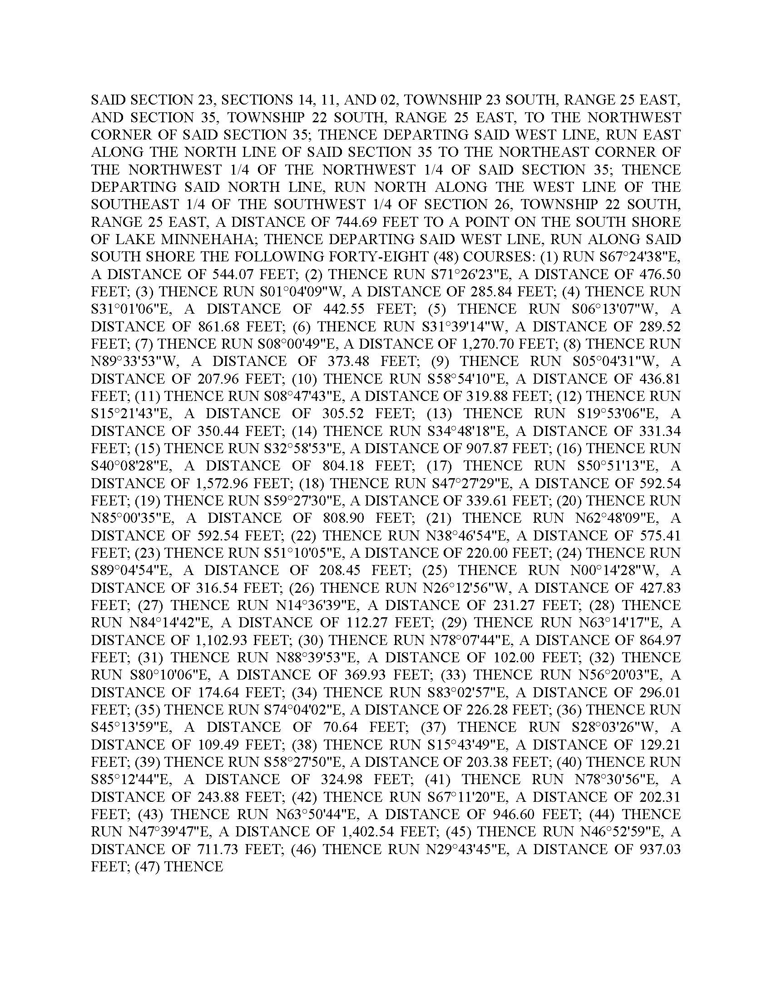 SAID SECTION 23, SECTIONS 14, 11, AND 02, TOWNSHIP 23 SOUTH, RANGE 25 EAST,
AND SECTION 35, TOWNSHIP 22 SOUTH, RANGE 25 EAST, TO THE NORTHWEST
CORNER OF SAID SECTION 35; THENCE DEPARTING SAID WEST LINE, RUN EAST
ALONG THE NORTH LINE OF SAID SECTION 35 TO THE NORTHEAST CORNER OF
THE NORTHWEST 1/4 OF THE NORTHWEST 1/4 OF SAID SECTION 35; THENCE
DEPARTING SAID NORTH LINE, RUN NORTH ALONG THE WEST LINE OF THE
SOUTHEAST 1/4 OF THE SOUTHWEST 1/4 OF SECTION 26, TOWNSHIP 22 SOUTH,
RANGE 25 EAST, A DISTANCE OF 744.69 FEET TO A POINT ON THE SOUTH SHORE
OF LAKE MINNEHAHA; THENCE DEPARTING SAID WEST LINE, RUN ALONG SAID
SOUTH SHORE THE FOLLOWING FORTY-EIGHT (48) COURSES: (1) RUN S67°24'38"E,
A DISTANCE OF 544.07 FEET; (2) THENCE RUN S71°26'23"E, A DISTANCE OF 476.50
FEET; (3) THENCE RUN S01°04'09"W, A DISTANCE OF 285.84 FEET; (4) THENCE RUN
S31°01'06"E, A DISTANCE OF 442.55 FEET; (5) THENCE RUN S06°13'07"W, A
DISTANCE OF 861.68 FEET; (6) THENCE RUN S31°39'14"W, A DISTANCE OF 289.52
FEET; (7) THENCE RUN S08°00'49"E, A DISTANCE OF 1,270.70 FEET; (8) THENCE RUN
N89°33'53"W, A DISTANCE OF 373.48 FEET; (9) THENCE RUN S05°04'31"W, A
DISTANCE OF 207.96 FEET; (10) THENCE RUN S58°54'10"E, A DISTANCE OF 436.81
FEET; (11) THENCE RUN S08°47'43"E, A DISTANCE OF 319.88 FEET; (12) THENCE RUN
S15°21'43"E, A DISTANCE OF 305.52 FEET; (13) THENCE RUN S19°53'06"E, A
DISTANCE OF 350.44 FEET; (14) THENCE RUN S34°48'18"E, A DISTANCE OF 331.34
FEET; (15) THENCE RUN S32°58'53"E, A DISTANCE OF 907.87 FEET; (16) THENCE RUN
S40°08'28"E, A DISTANCE OF 804.18 FEET; (17) THENCE RUN S50°51'13"E, A
DISTANCE OF 1,572.96 FEET; (18) THENCE RUN S47°27'29"E, A DISTANCE OF 592.54
FEET; (19) THENCE RUN S59°27'30"E, A DISTANCE OF 339.61 FEET; (20) THENCE RUN
N85°00'35"E, A DISTANCE OF 808.90 FEET; (21) THENCE RUN N62°48'09"E, A
DISTANCE OF 592.54 FEET; (22) THENCE RUN N38°46'54"E, A DISTANCE OF 575.41
FEET; (23) THENCE RUN S51°10'05"E, A DISTANCE OF 220.00 FEET; (24) THENCE RUN
S89°04'54"E, A DISTANCE OF 208.45 FEET; (25) THENCE RUN N00°14'28"W, A
DISTANCE OF 316.54 FEET; (26) THENCE RUN N26°12'56"W, A DISTANCE OF 427.83
FEET; (27) THENCE RUN N14°36'39"E, A DISTANCE OF 231.27 FEET; (28) THENCE
RUN N84°14'42"E, A DISTANCE OF 112.27 FEET; (29) THENCE RUN N63°14'17"E, A
DISTANCE OF 1,102.93 FEET; (30) THENCE RUN N78°07'44"E, A DISTANCE OF 864.97
FEET; (31) THENCE RUN N88°39'53"E, A DISTANCE OF 102.00 FEET; (32) THENCE
RUN S80°10'06"E, A DISTANCE OF 369.93 FEET; (33) THENCE RUN N56°20'03"E, A
DISTANCE OF 174.64 FEET; (34) THENCE RUN S83°02'57"E, A DISTANCE OF 296.01
FEET; (35) THENCE RUN S74°04'02"E, A DISTANCE OF 226.28 FEET; (36) THENCE RUN
S45°13'59"E, A DISTANCE OF 70.64 FEET; (37) THENCE RUN S28°03'26"W, A
DISTANCE OF 109.49 FEET; (38) THENCE RUN S15°43'49"E, A DISTANCE OF 129.21
FEET; (39) THENCE RUN S58°27'50"E, A DISTANCE OF 203.38 FEET; (40) THENCE RUN
S85°12'44"E, A DISTANCE OF 324.98 FEET; (41) THENCE RUN N78°30'56"E, A
DISTANCE OF 243.88 FEET; (42) THENCE RUN S67°11'20"E, A DISTANCE OF 202.31
FEET; (43) THENCE RUN N63°50'44"E, A DISTANCE OF 946.60 FEET; (44) THENCE
RUN N47°39'47"E, A DISTANCE OF 1,402.54 FEET; (45) THENCE RUN N46°52'59"E, A
DISTANCE OF 711.73 FEET; (46) THENCE RUN N29°43'45"E, A DISTANCE OF 937.03
FEET; (47) THENCE